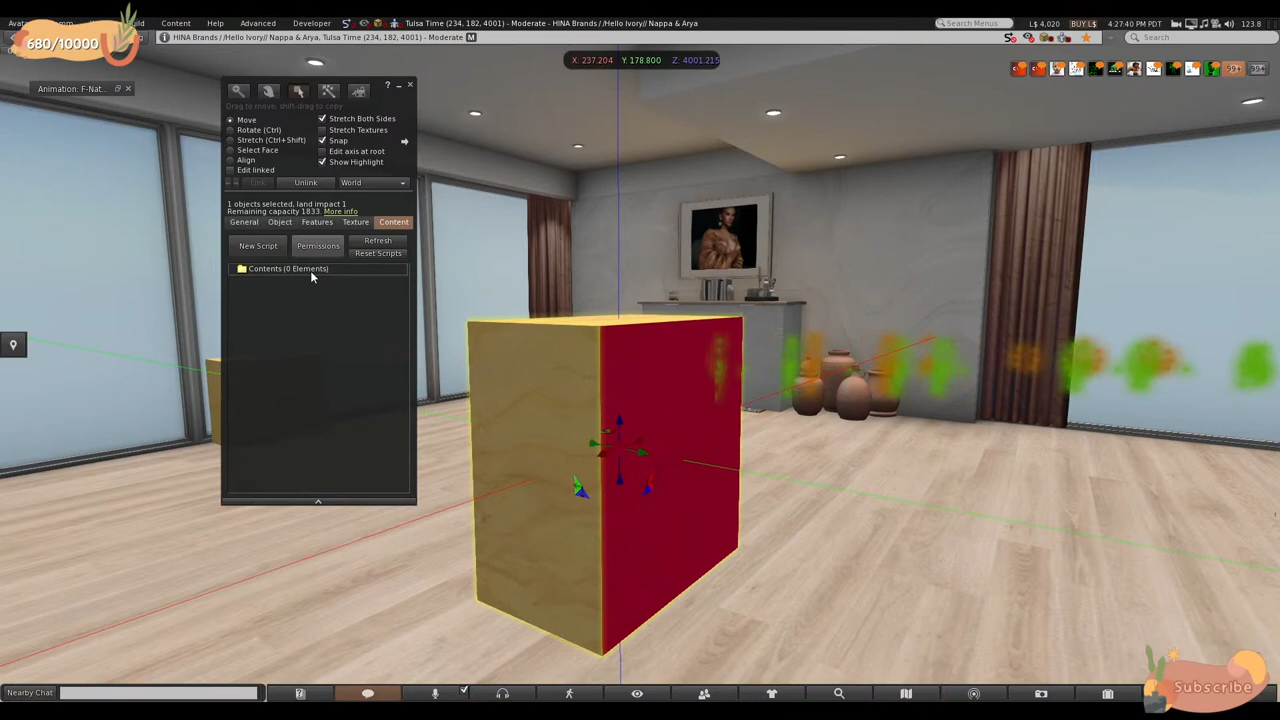 Build Content Help Advanced Developer Tulsa Time (234, 182, 4001) - Moderate - HINA Brands / /Hello Ivory// Nappa & Arya Search Menus L$ 4,020 BUY L$ 4:27:40 PM PDT 123.8
HINA Brands / /Hello Ivory// Nappa & Arya, Tulsa Time (234, 182, 4001) - Moderate M Search
680/10000
X: 237.204 Y: 178.800 Z: 4001.215
99+ 99+
Animation: F-Nat...
Drag to move, shift-drag to copy
Move Stretch Both Sides
Rotate (Ctrl) Stretch Textures
Stretch (Ctrl+Shift) Snap
Select Face Edit axis at root
Align Show Highlight
Edit linked
Link Unlink World
1 objects selected, land impact 1
Remaining capacity 1833. More info
General Object Features Texture Content
New Script Permissions Refresh
Reset Scripts
Contents (0 Elements)
Nearby Chat
Subscribe